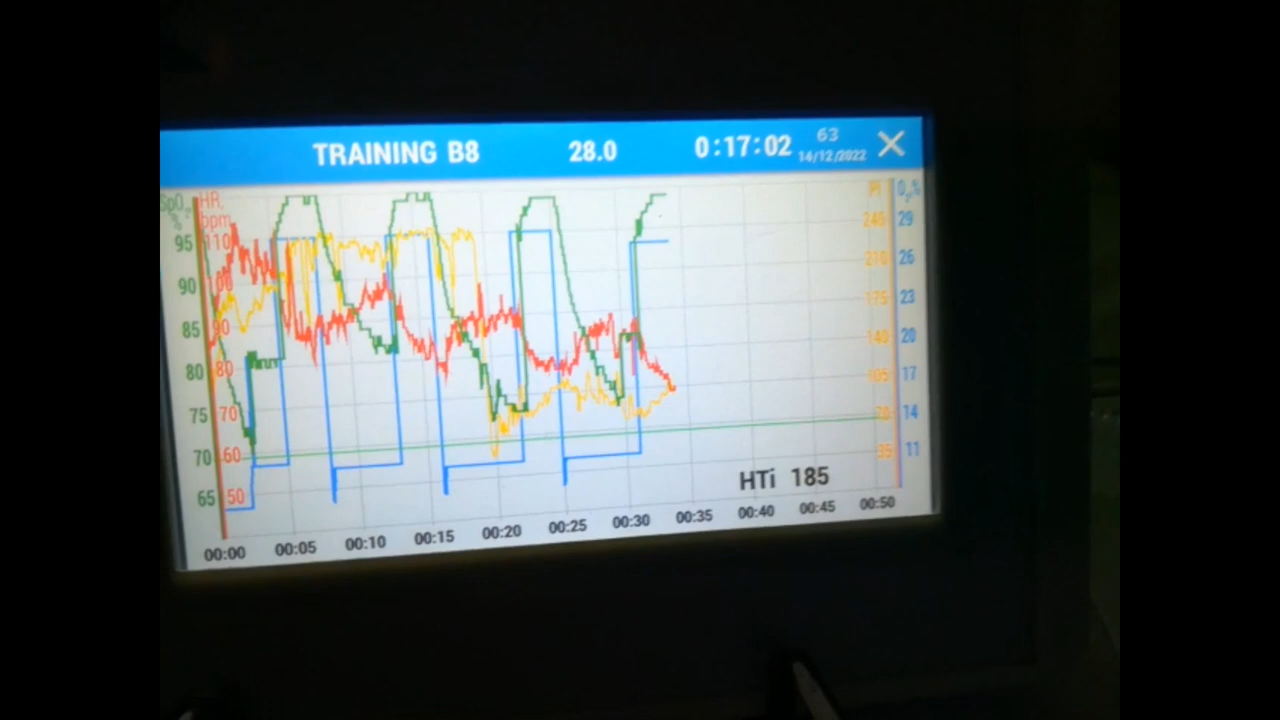 TRAINING B8 28.0 0:17:02 63
14/12/2022
SpO2 HR, PI O2%
% bpm
95 110 245 29
90 100 210 26
85 90 175 23
80 80 140 20
75 70 105 17
70 60 70 14
65 50 35 11
HTi 185
00:00 00:05 00:10 00:15 00:20 00:25 00:30 00:35 00:40 00:45 00:50